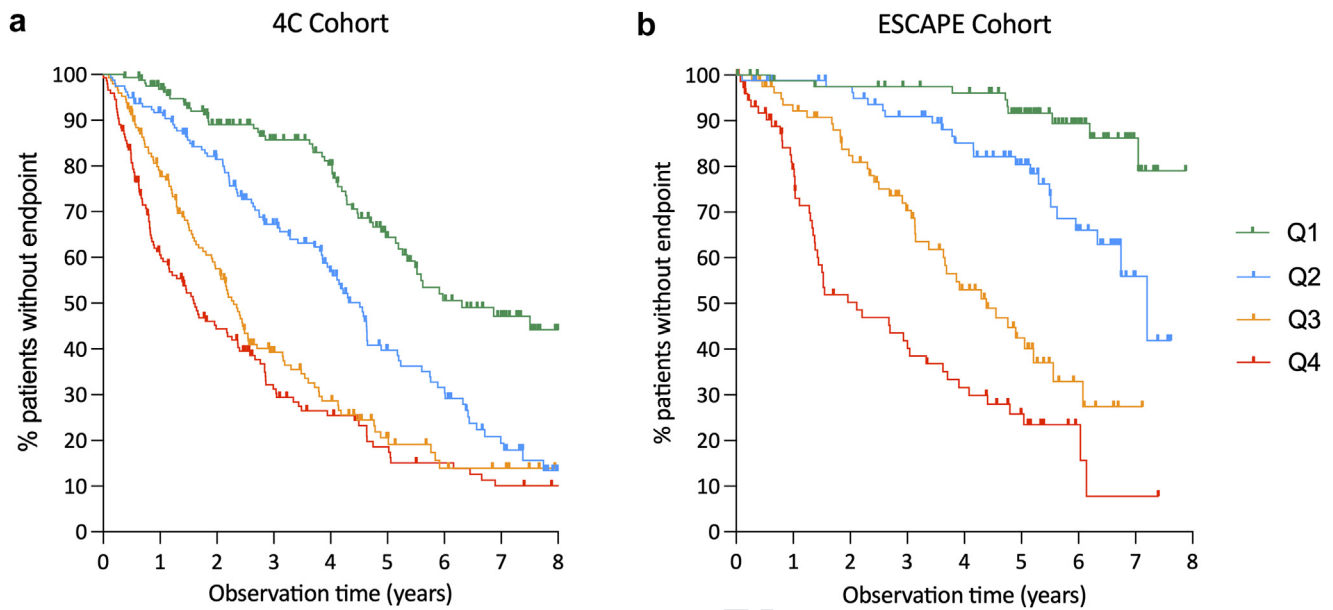 a
4C Cohort
% patients without endpoint
100
90
80
70
60
50
40
30
20
10
0
0 1 2 3 4 5 6 7 8
Observation time (years)
b
ESCAPE Cohort
% patients without endpoint
100
90
80
70
60
50
40
30
20
10
0
0 1 2 3 4 5 6 7 8
Observation time (years)
Q1
Q2
Q3
Q4